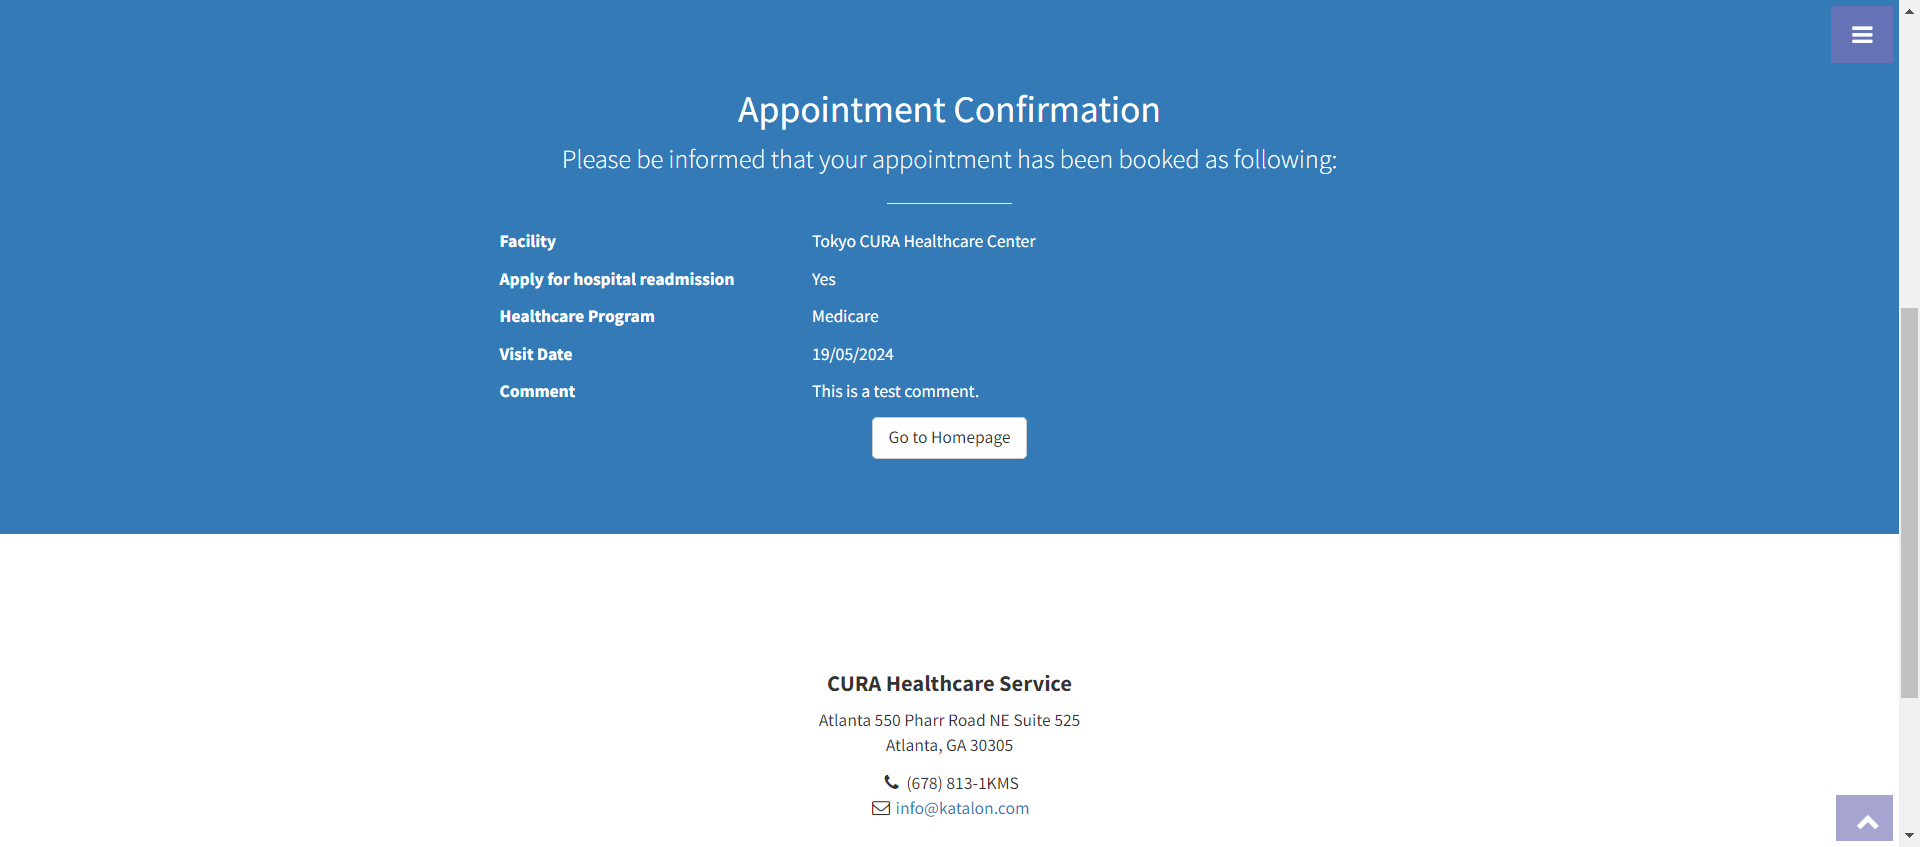 Appointment Confirmation
Please be informed that your appointment has been booked as following:
Facility Tokyo CURA Healthcare Center
Apply for hospital readmission Yes
Healthcare Program Medicare
Visit Date 19/05/2024
Comment This is a test comment.
Go to Homepage
CURA Healthcare Service
Atlanta 550 Pharr Road NE Suite 525
Atlanta, GA 30305
(678) 813-1KMS
info@katalon.com